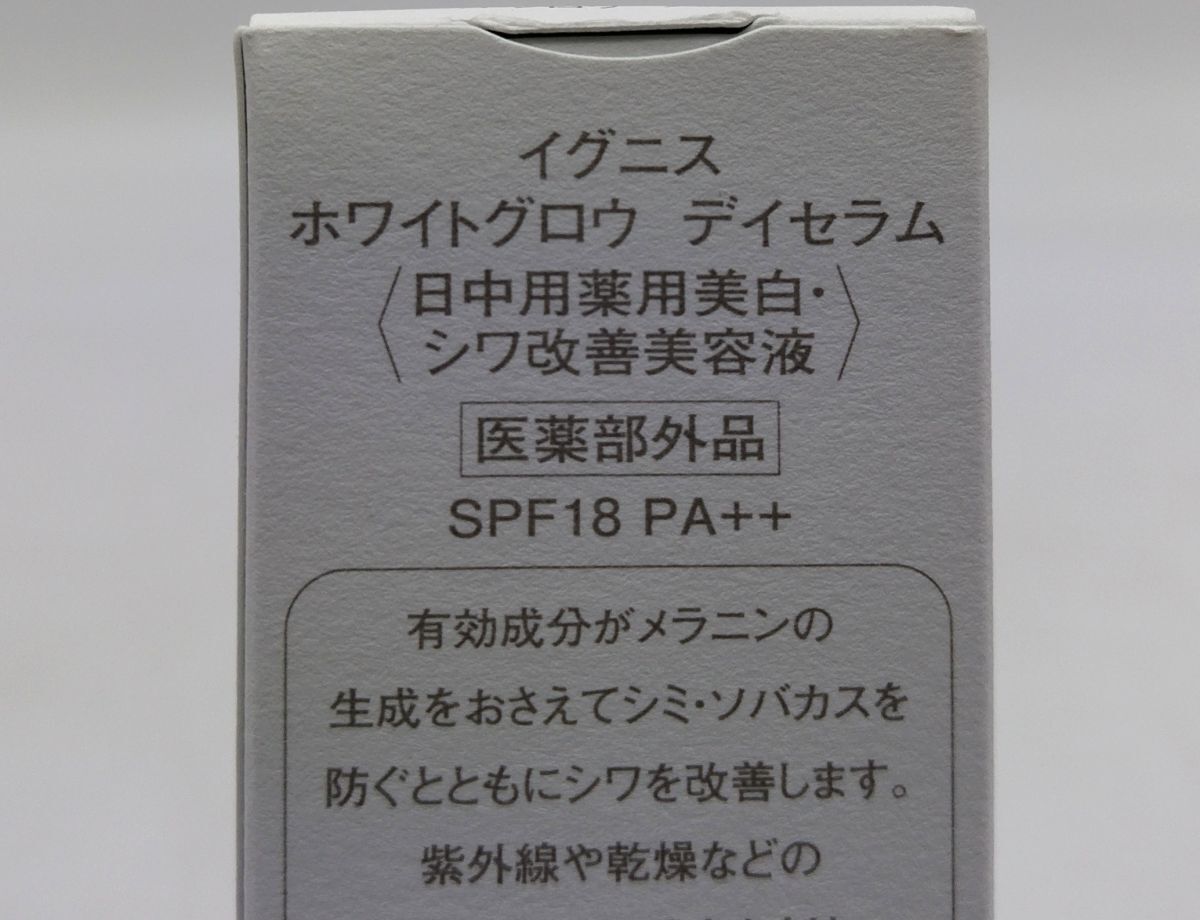 イグニス
ホワイトグロウ デイセラム
〈日中用薬用美白・
シワ改善美容液〉
医薬部外品
SPF18 PA++
有効成分がメラニンの
生成をおさえてシミ・ソバカスを
防ぐとともにシワを改善します。
紫外線や乾燥などの